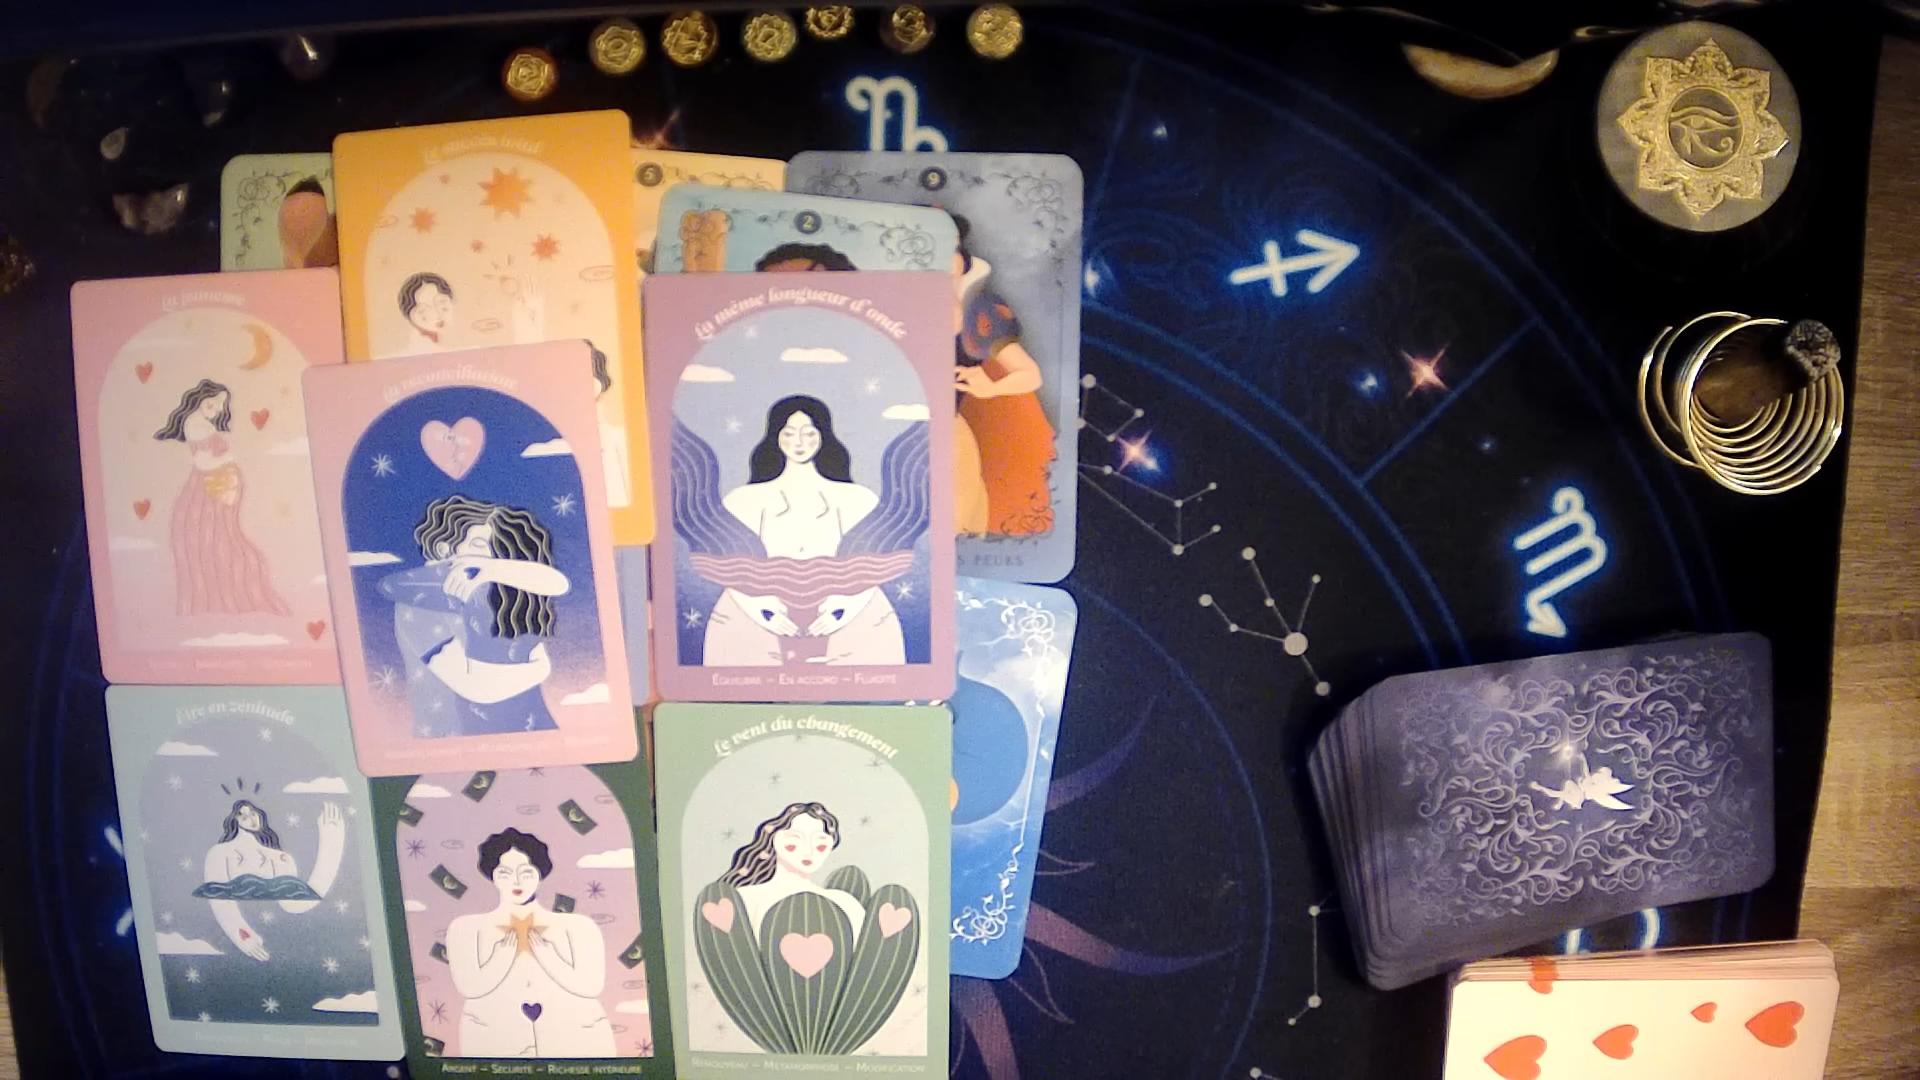 Le succès total
5
9
2
La jeunesse
La même longueur d'onde
La réconciliation
S PEURS
Équilibre – En accord – Fluidité
Être en zénitude
Le vent du changement
Argent – Sécurité – Richesse intérieure
Renouveau – Métamorphose – Modification